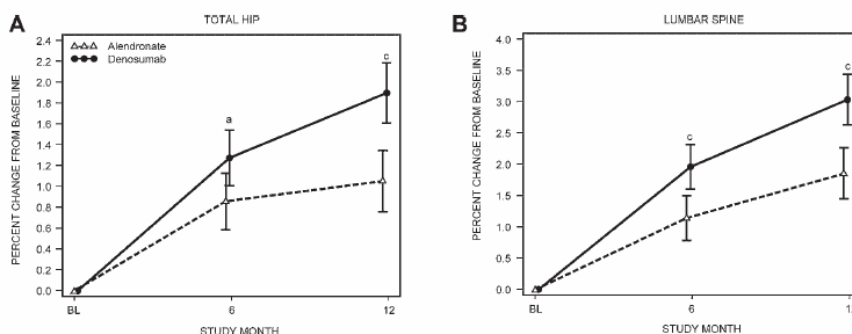 A
TOTAL HIP
PERCENT CHANGE FROM BASELINE
2.4
2.2
2.0
1.8
1.6
1.4
1.2
1.0
0.8
0.6
0.4
0.2
0.0
Alendronate
Denosumab
a
c
BL
6
12
STUDY MONTH
B
LUMBAR SPINE
PERCENT CHANGE FROM BASELINE
4.0
3.5
3.0
2.5
2.0
1.5
1.0
0.5
0.0
c
c
BL
6
1
STUDY MONTH